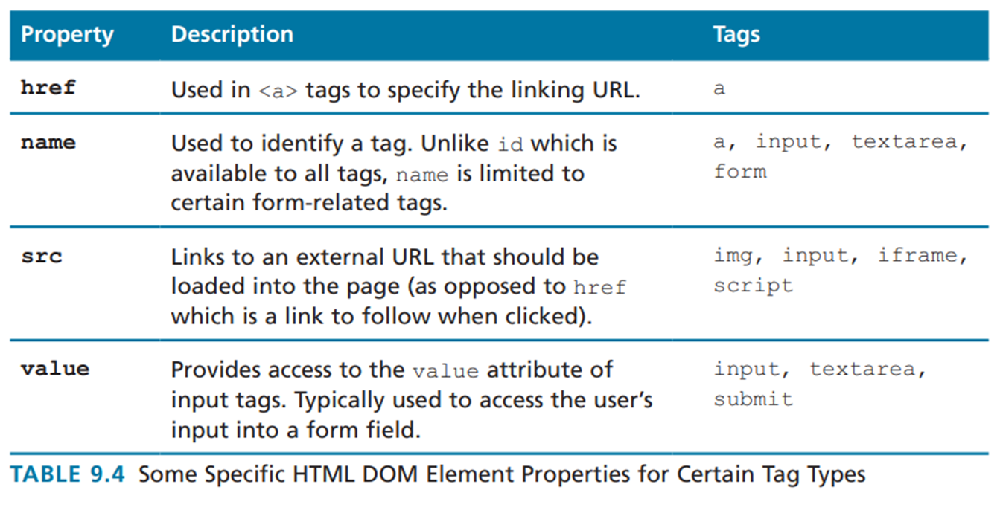 Property Description Tags
href Used in <a> tags to specify the linking URL. a
name Used to identify a tag. Unlike id which is a, input, textarea,
available to all tags, name is limited to form
certain form-related tags.
src Links to an external URL that should be img, input, iframe,
loaded into the page (as opposed to href script
which is a link to follow when clicked).
value Provides access to the value attribute of input, textarea,
input tags. Typically used to access the user’s submit
input into a form field.
TABLE 9.4 Some Specific HTML DOM Element Properties for Certain Tag Types